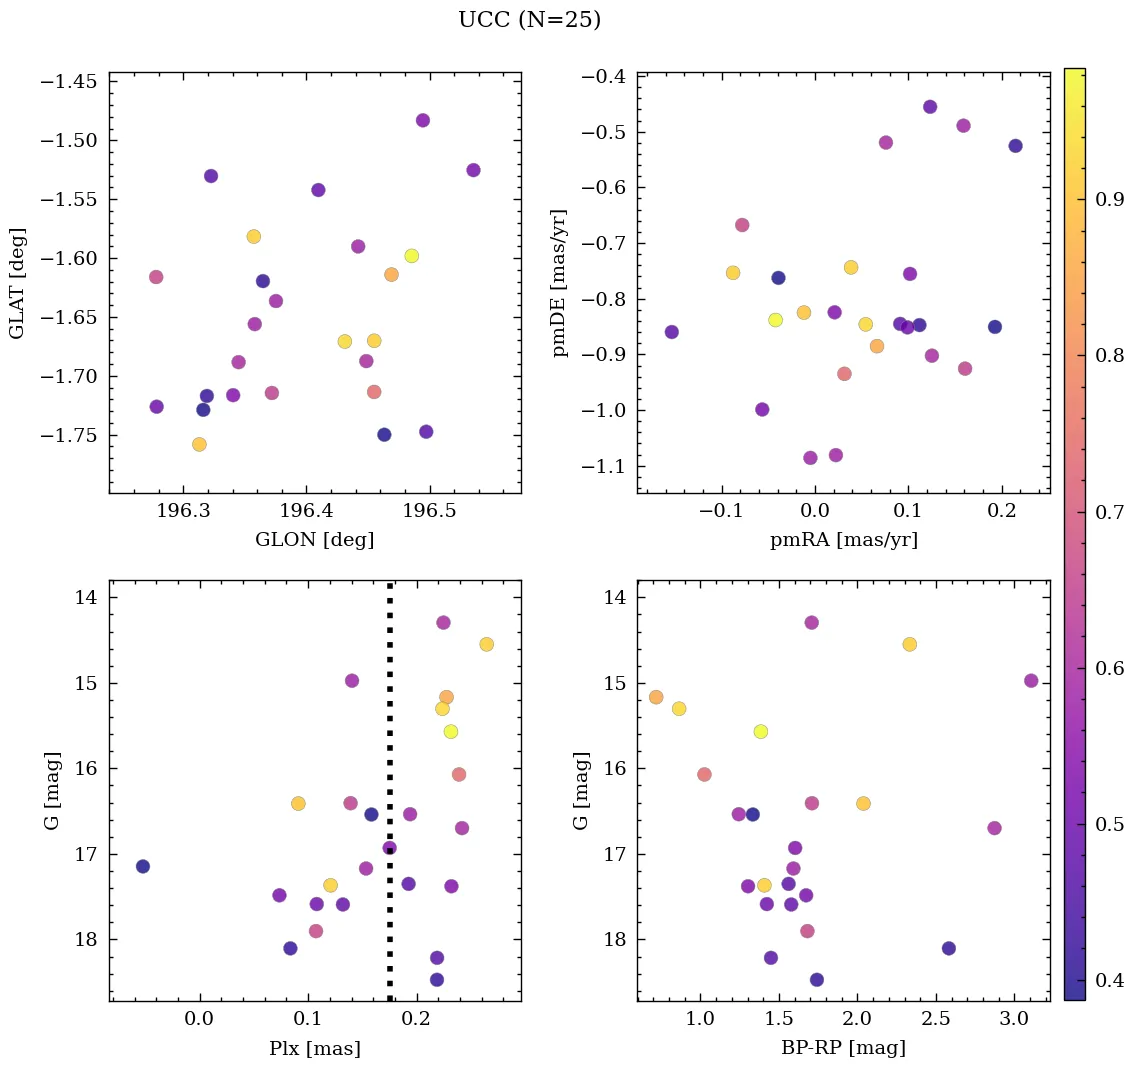 UCC (N=25)
−1.45
−1.50
−1.55
−1.60
−1.65
−1.70
−1.75
GLAT [deg]
196.3 196.4 196.5
GLON [deg]
−0.4
−0.5
−0.6
−0.7
−0.8
−0.9
−1.0
−1.1
pmDE [mas/yr]
−0.1 0.0 0.1 0.2
pmRA [mas/yr]
14
15
16
17
18
G [mag]
0.0 0.1 0.2
Plx [mas]
14
15
16
17
18
G [mag]
1.0 1.5 2.0 2.5 3.0
BP-RP [mag]
0.9
0.8
0.7
0.6
0.5
0.4